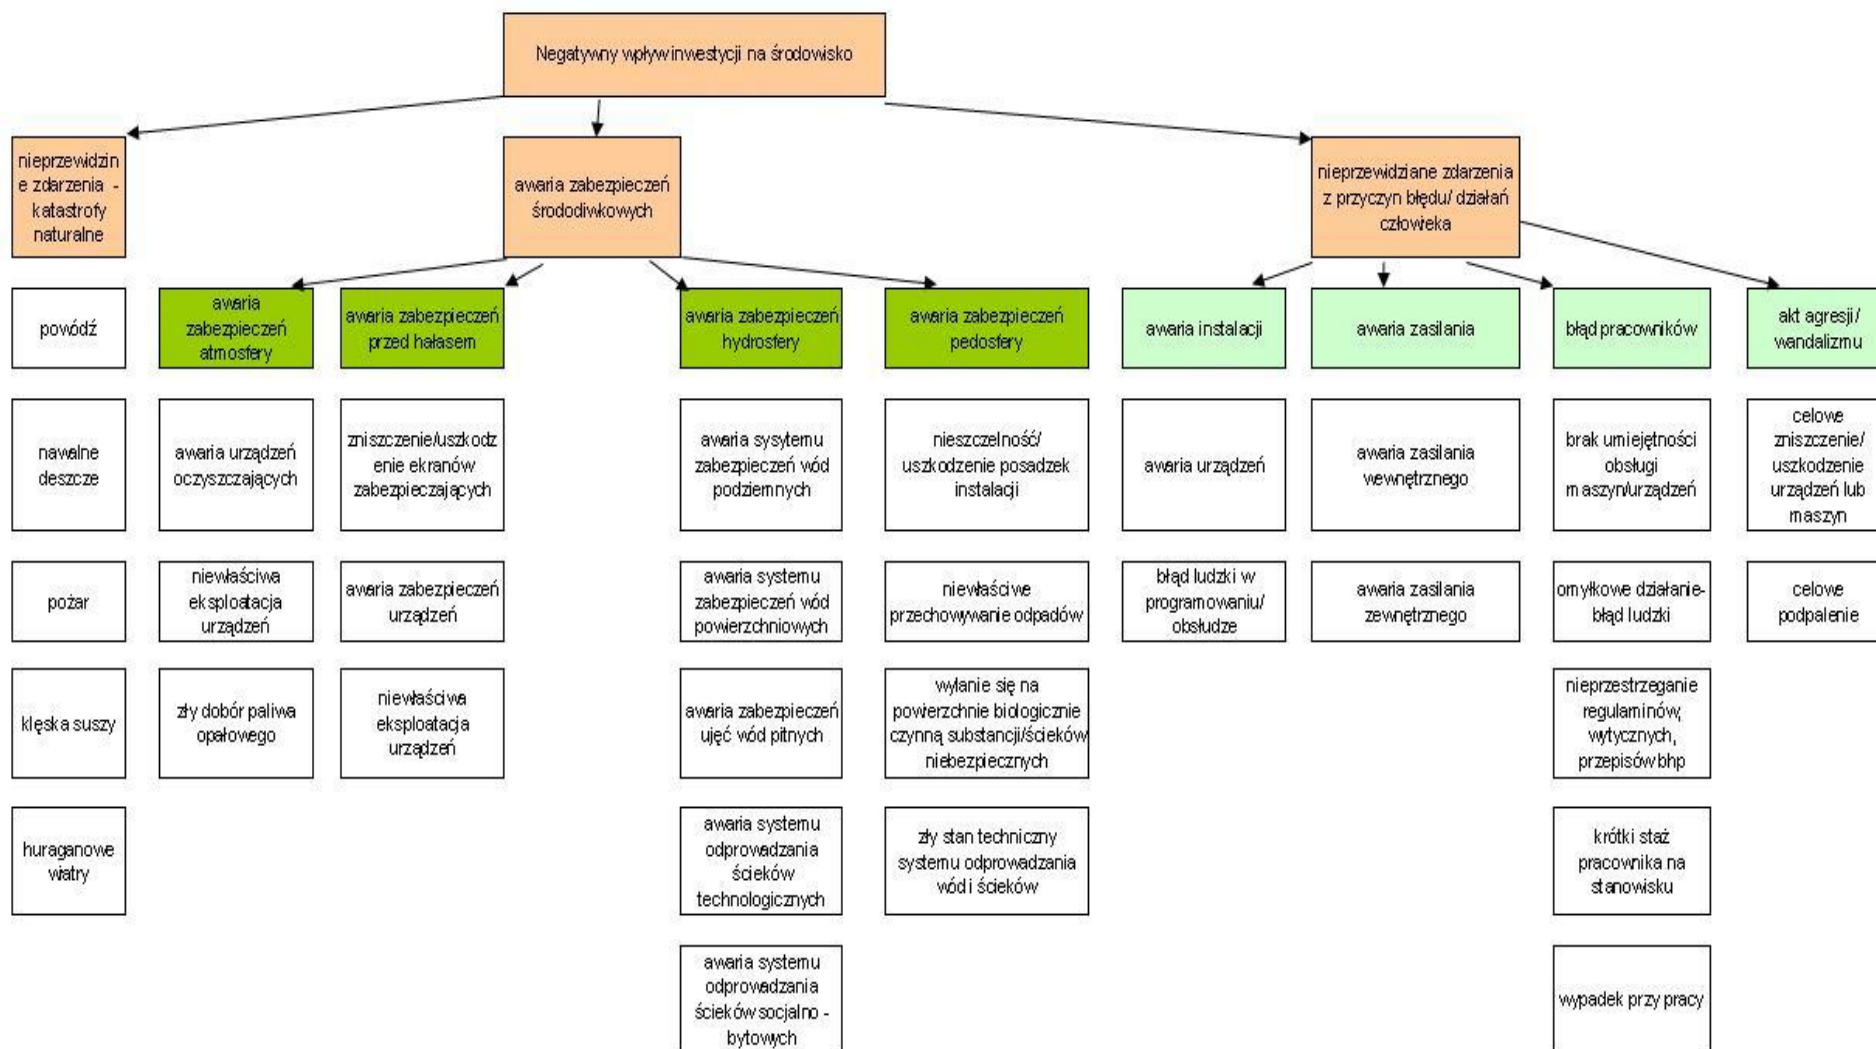 Negatywny wpływ inwestycji na środowisko
nieprzewidzin
e zdarzenia -
katastrofy
naturalne
awaria zabezpieczeń
środodiwkowych
nieprzewidziane zdarzenia
z przyczyn błędu/ działań
człowieka
powódź
awaria
zabezpieczeń
atmosfery
awaria zabezpieczeń
przed hałasem
awaria zabezpieczeń
hydrosfery
awaria zabezpieczeń
pedosfery
awaria instalacji
awaria zasilania
błąd pracowników
akt agresji/
wandalizmu
nawalne
deszcze
awaria urządzeń
oczyszczających
zniszczenie/uszkodz
enie ekranów
zabezpieczających
awaria sysytemu
zabezpieczeń wód
podziemnych
nieszczelność/
uszkodzenie posadzek
instalacji
awaria urządzeń
awaria zasilania
wewnętrznego
brak umiejętności
obsługi
maszyn/urządzeń
celowe
zniszczenie/
uszkodzenie
urządzeń lub
maszyn
pożar
niewłaściwa
eksploatacja
urządzeń
awaria zabezpieczeń
urządzeń
awaria systemu
zabezpieczeń wód
powierzchniowych
niewłaściwe
przechowywanie odpadów
błąd ludzki w
programowaniu/
obsłudze
awaria zasilania
zewnętrznego
omyłkowe działanie-
błąd ludzki
celowe
podpalenie
klęska suszy
zły dobór paliwa
opałowego
niewłaściwa
eksploatacja
urządzeń
awaria zabezpieczeń
ujęć wód pitnych
wylanie się na
powierzchnie biologicznie
czynną substancji/ścieków
niebezpiecznych
nieprzestrzeganie
regulaminów,
wytycznych,
przepisów bhp
huraganowe
wiatry
awaria systemu
odprowadzania
ścieków
technologicznych
zły stan techniczny
systemu odprowadzania
wód i ścieków
krótki staż
pracownika na
stanowisku
awaria systemu
odprowadzania
ścieków socjalno -
bytowych
wypadek przy pracy